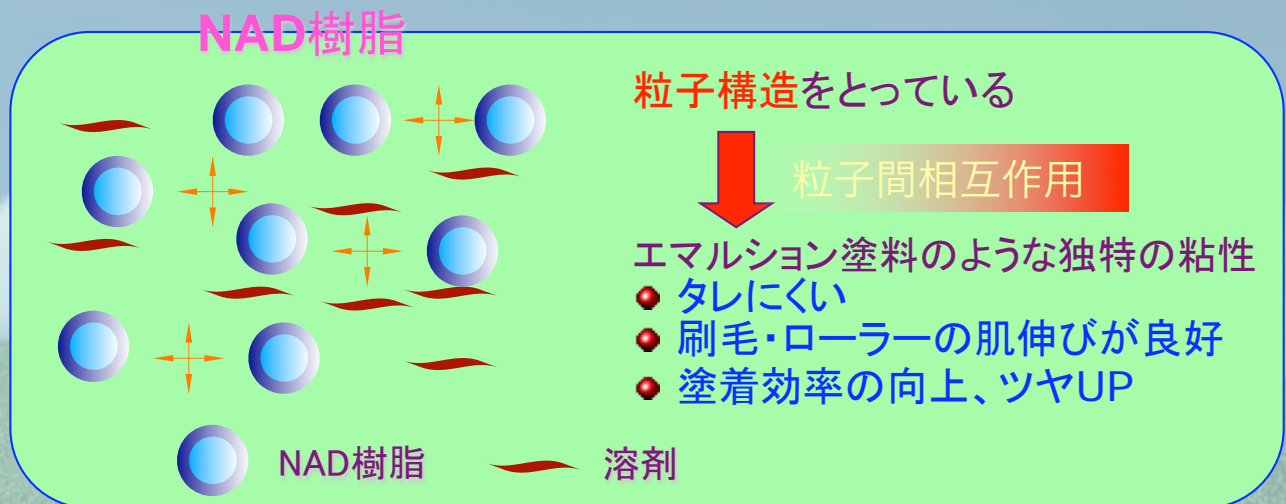 NAD樹脂
粒子構造をとっている
粒子間相互作用
エマルション塗料のような独特の粘性
タレにくい
刷毛・ローラーの肌伸びが良好
塗着効率の向上、ツヤUP
NAD樹脂
溶剤